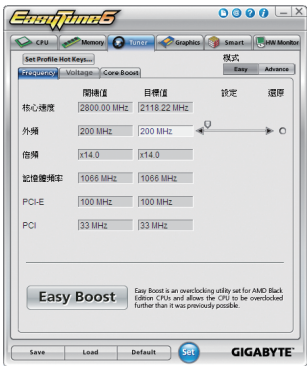 EasyTune6
CPU Memory Tuner Graphics Smart HW Monitor
Set Profile Hot Keys...
模式
Easy Advance
Frequency Voltage Core Boost
開機值 目標值 設定 還原
核心速度 2800.00 MHz 2118.22 MHz
外頻 200 MHz 200 MHz
倍頻 x14.0 x14.0
記憶體頻率 1066 MHz 1066 MHz
PCI-E 100 MHz 100 MHz
PCI 33 MHz 33 MHz
Easy Boost
Easy Boost is an overclocking utility set for AMD Black
Edition CPUs and allows the CPU to be overclocked
further than it was previously possible.
Save Load Default Set GIGABYTE